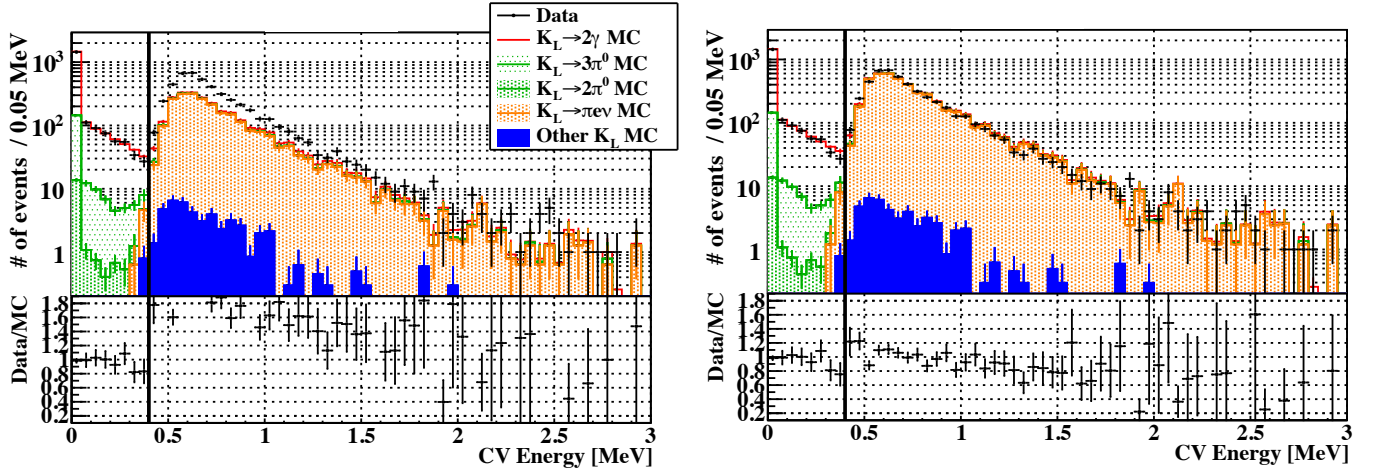 Data
K_L→2γ MC
K_L→3π⁰ MC
K_L→2π⁰ MC
K_L→πeν MC
Other K_L MC
# of events / 0.05 MeV
10³
10²
10
1
Data/MC
1.8
1.6
1.4
1.2
1
0.8
0.6
0.4
0.2
0 0.5 1 1.5 2 2.5 3
CV Energy [MeV]
# of events / 0.05 MeV
10³
10²
10
1
Data/MC
1.8
1.6
1.4
1.2
1
0.8
0.6
0.4
0.2
0 0.5 1 1.5 2 2.5 3
CV Energy [MeV]